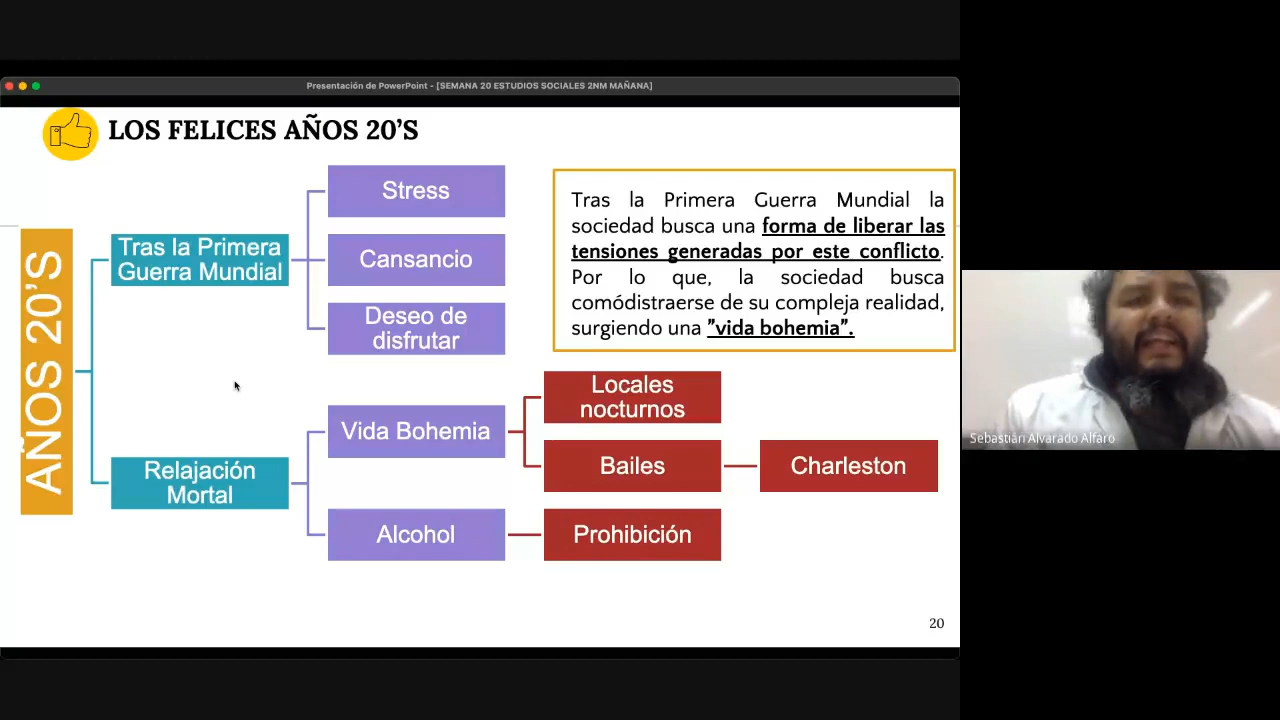 Presentación de PowerPoint - [SEMANA 20 ESTUDIOS SOCIALES 2NM MAÑANA]
LOS FELICES AÑOS 20'S
AÑOS 20'S
Tras la Primera
Guerra Mundial
Stress
Cansancio
Deseo de
disfrutar
Tras la Primera Guerra Mundial la
sociedad busca una forma de liberar las
tensiones generadas por este conflicto.
Por lo que, la sociedad busca
comódistraerse de su compleja realidad,
surgiendo una "vida bohemia".
Relajación
Mortal
Vida Bohemia
Locales
nocturnos
Bailes
Charleston
Alcohol
Prohibición
20
Sebastián Alvarado Alfaro